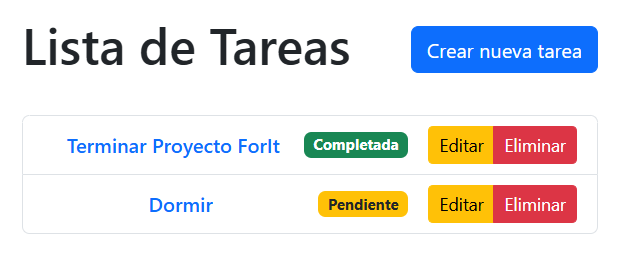 Lista de Tareas
Crear nueva tarea
Terminar Proyecto ForIt Completada Editar Eliminar
Dormir Pendiente Editar Eliminar